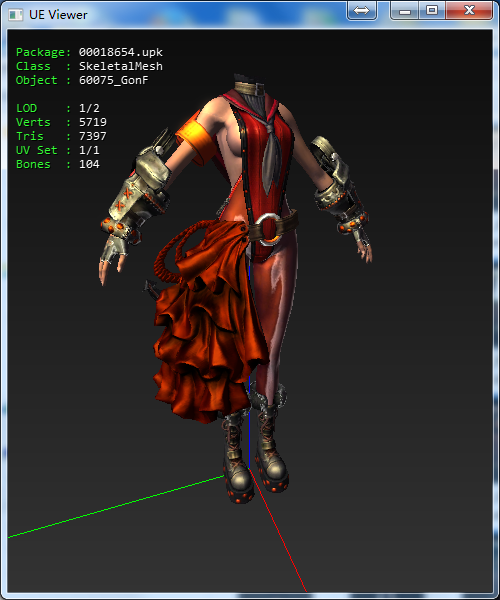 UE Viewer
Package: 00018654.upk
Class : SkeletalMesh
Object : 60075_GonF
LOD : 1/2
Verts : 5719
Tris : 7397
UV Set : 1/1
Bones : 104